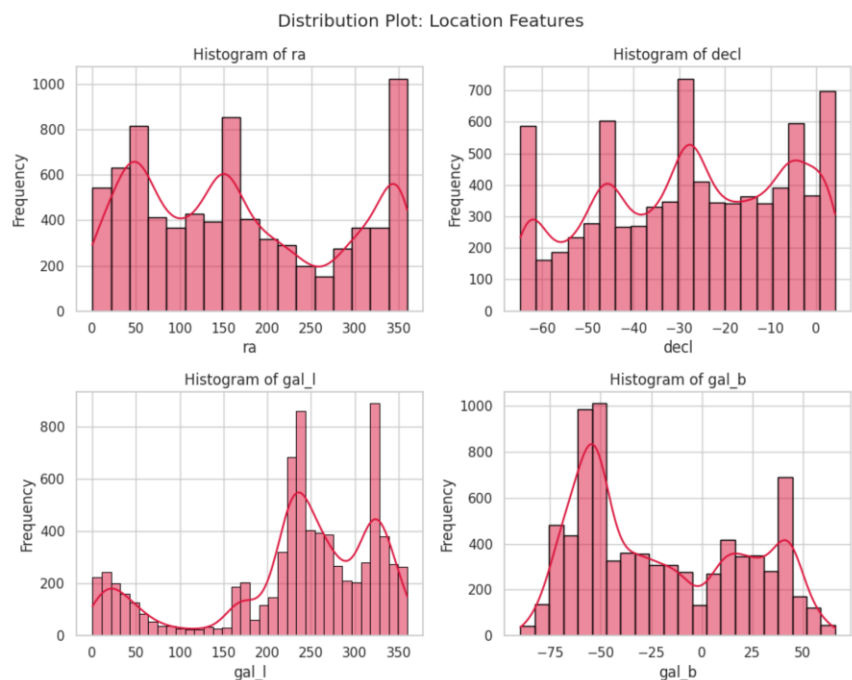 Distribution Plot: Location Features
Histogram of ra
Frequency
1000
800
600
400
200
0
0 50 100 150 200 250 300 350
ra
Histogram of decl
Frequency
700
600
500
400
300
200
100
0
−60 −50 −40 −30 −20 −10 0
decl
Histogram of gal_l
Frequency
800
600
400
200
0
0 50 100 150 200 250 300 350
gal_l
Histogram of gal_b
Frequency
1000
800
600
400
200
0
−75 −50 −25 0 25 50
gal_b